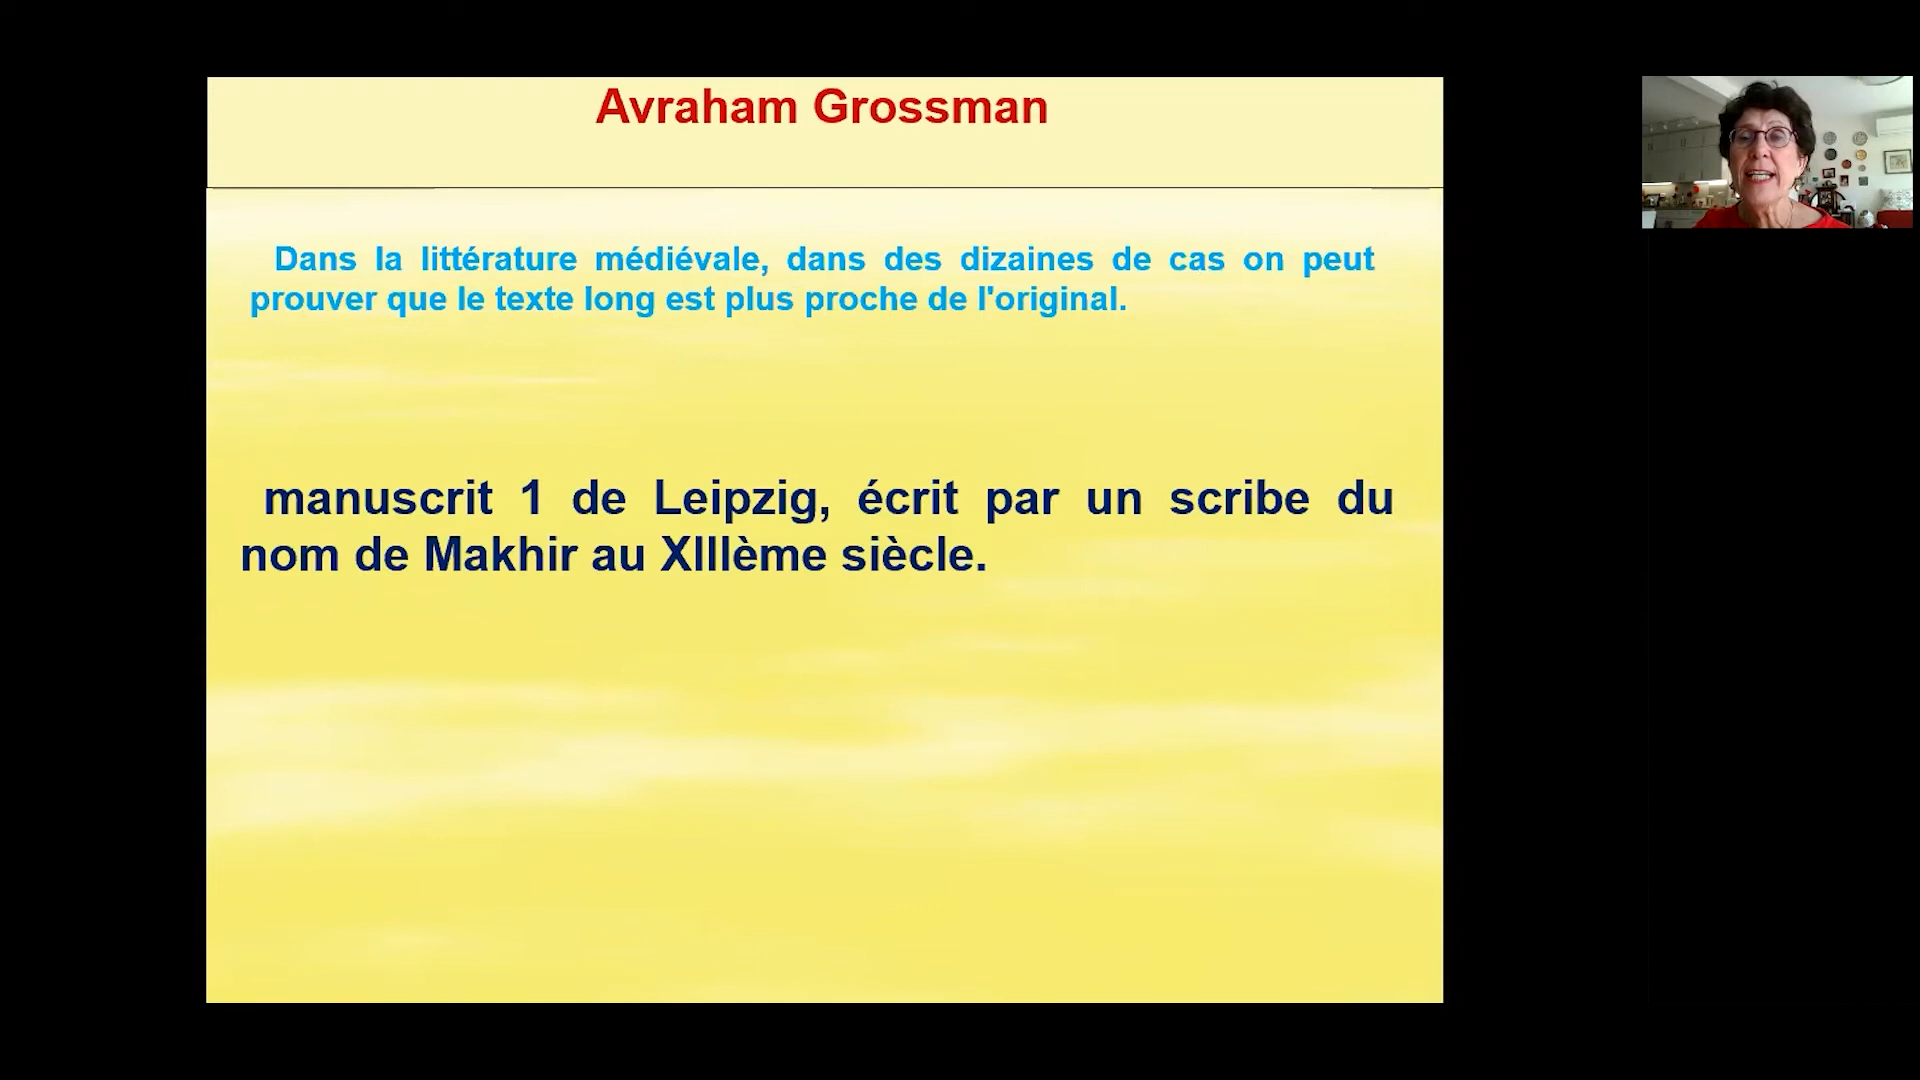 Avraham Grossman
Dans la littérature médiévale, dans des dizaines de cas on peut
prouver que le texte long est plus proche de l'original.
manuscrit 1 de Leipzig, écrit par un scribe du
nom de Makhir au XIIIème siècle.